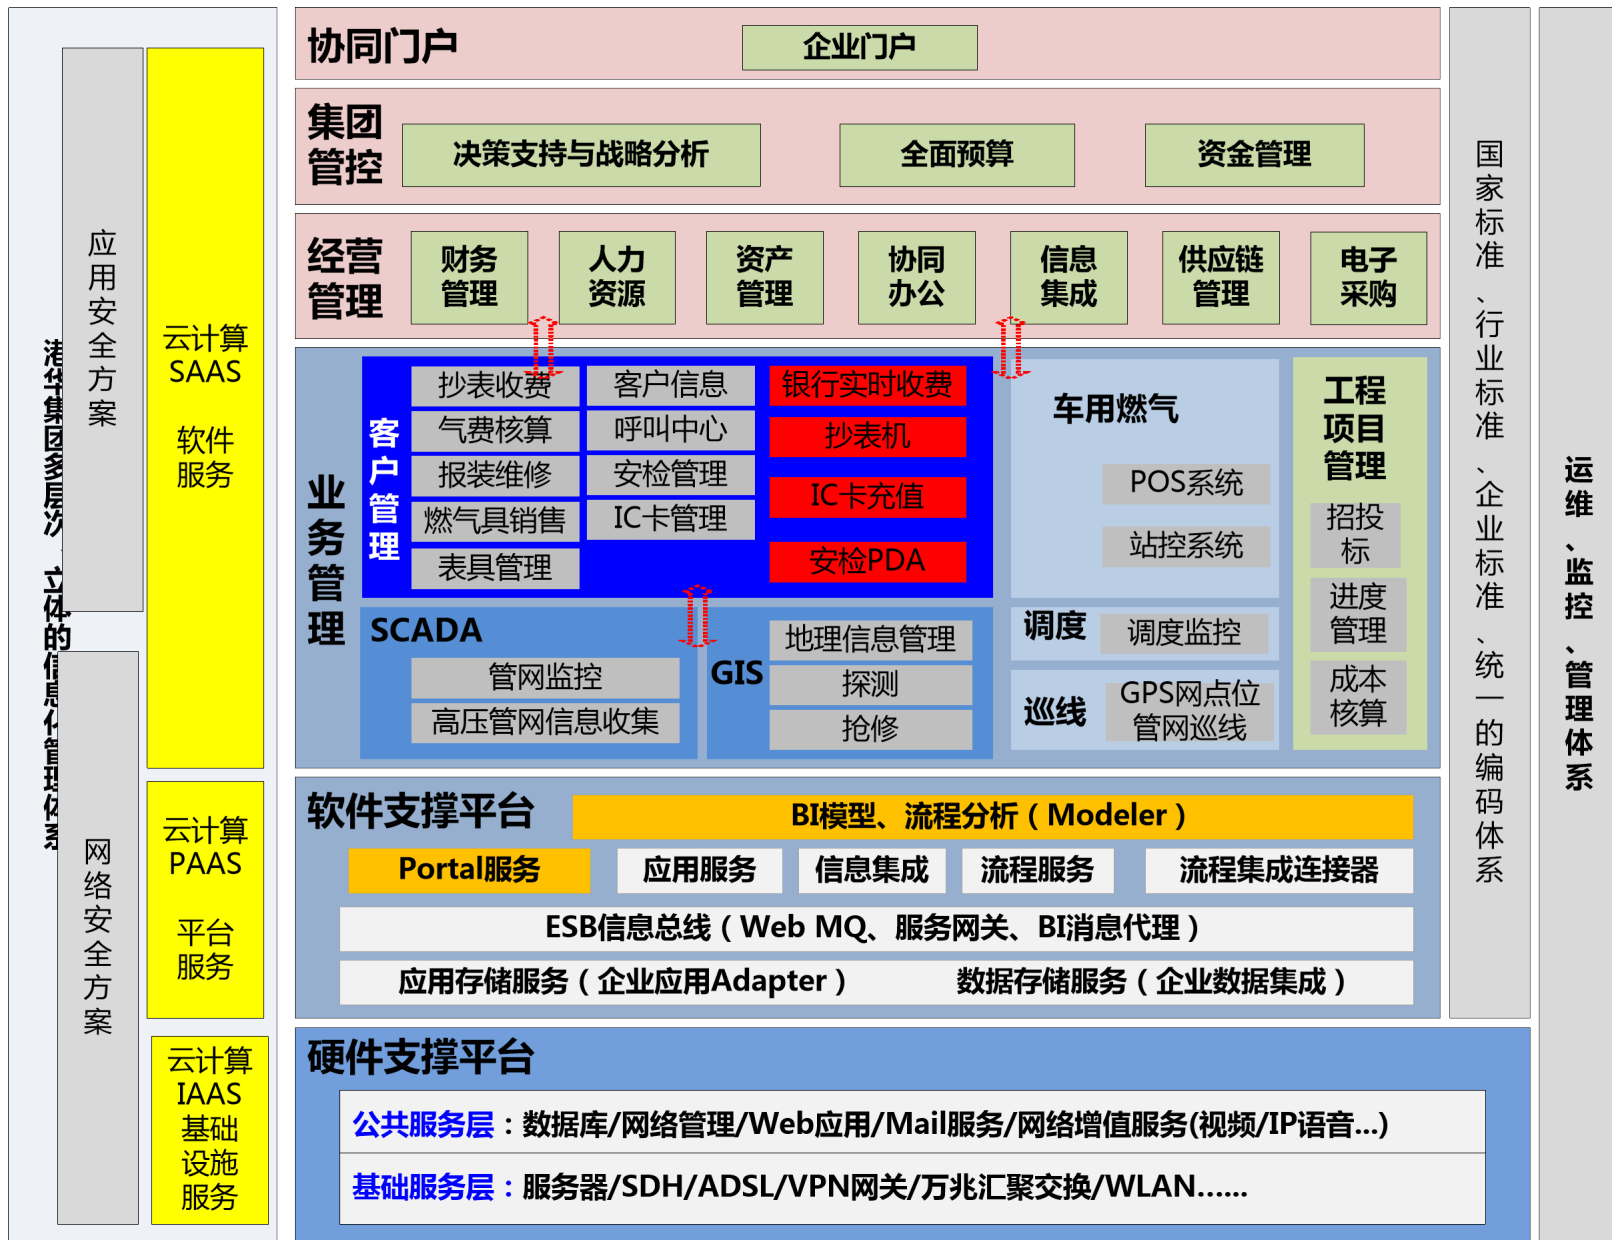 港华集团多层次、立体的信息化管理体系
应用安全方案
网络安全方案
云计算
SAAS
软件
服务
云计算
PAAS
平台
服务
云计算
IAAS
基础
设施
服务
协同门户
企业门户
集团
管控
决策支持与战略分析
全面预算
资金管理
经营
管理
财务
管理
人力
资源
资产
管理
协同
办公
信息
集成
供应链
管理
电子
采购
业务管理
客户管理
抄表收费
气费核算
报装维修
燃气具销售
表具管理
客户信息
呼叫中心
安检管理
IC卡管理
银行实时收费
抄表机
IC卡充值
安检PDA
SCADA
管网监控
高压管网信息收集
GIS
地理信息管理
探测
抢修
车用燃气
POS系统
站控系统
调度
调度监控
巡线
GPS网点位
管网巡线
工程
项目
管理
招投
标
进度
管理
成本
核算
软件支撑平台
BI模型、流程分析（Modeler）
Portal服务
应用服务
信息集成
流程服务
流程集成连接器
ESB信息总线（Web MQ、服务网关、BI消息代理）
应用存储服务（企业应用Adapter）
数据存储服务（企业数据集成）
硬件支撑平台
公共服务层：数据库/网络管理/Web应用/Mail服务/网络增值服务(视频/IP语音...)
基础服务层：服务器/SDH/ADSL/VPN网关/万兆汇聚交换/WLAN......
国家标准、行业标准、企业标准、统一的编码体系
运维、监控、管理体系